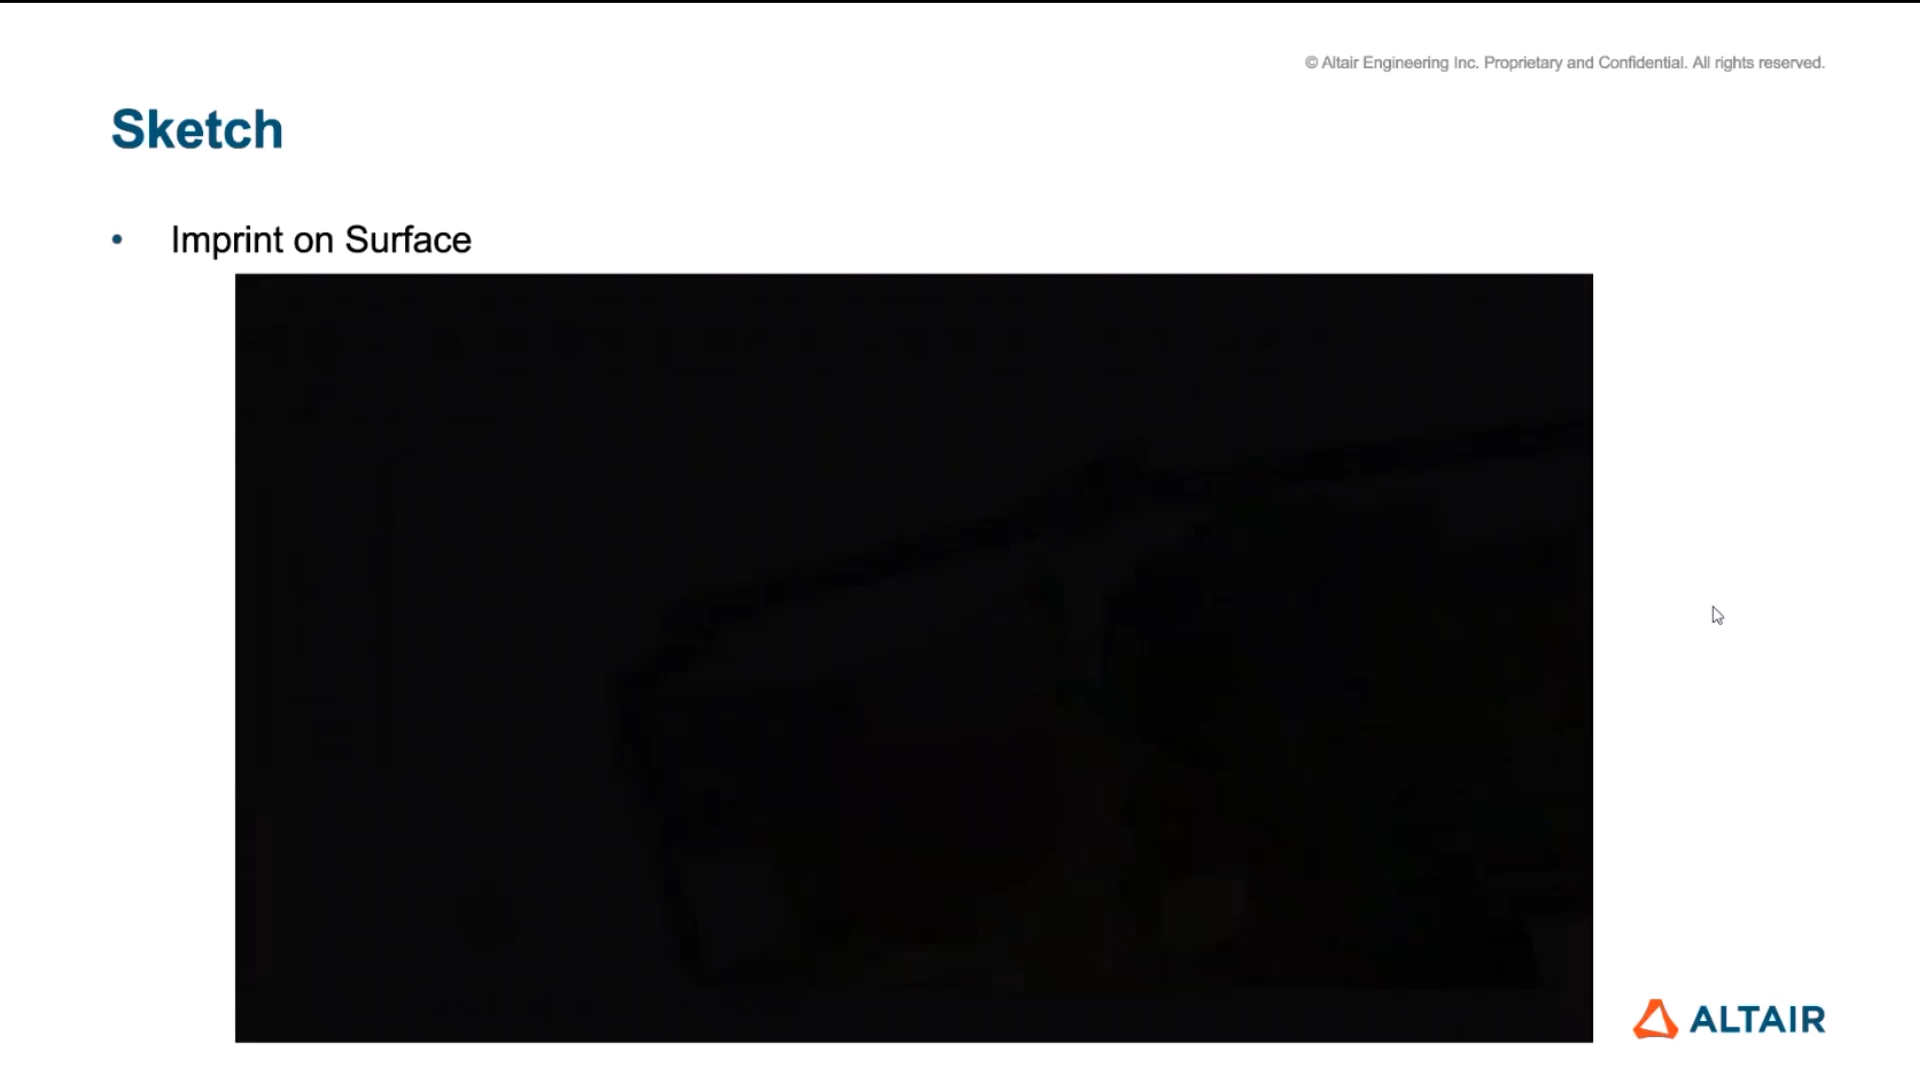 © Altair Engineering Inc. Proprietary and Confidential. All rights reserved.
Sketch
• Imprint on Surface
ALTAIR